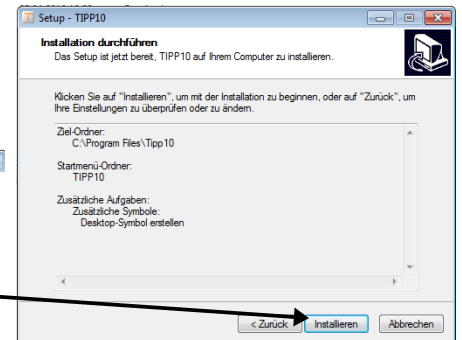 Setup - TIPP10
Installation durchführen
Das Setup ist jetzt bereit, TIPP10 auf Ihrem Computer zu installieren.
Klicken Sie auf "Installieren", um mit der Installation zu beginnen, oder auf "Zurück", um
Ihre Einstellungen zu überprüfen oder zu ändern.
Ziel-Ordner:
C:\Program Files\Tipp10
Startmenü-Ordner:
TIPP10
Zusätzliche Aufgaben:
Zusätzliche Symbole:
Desktop-Symbol erstellen
< Zurück
Installieren
Abbrechen